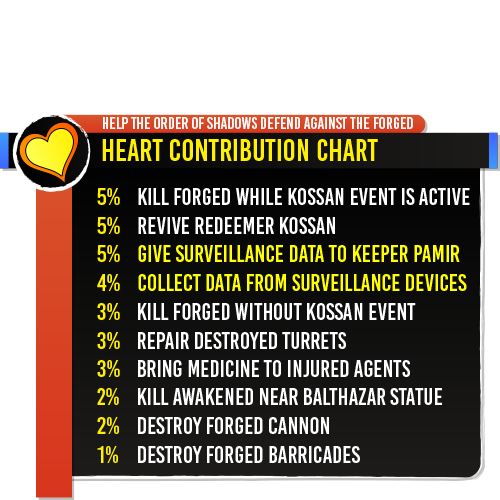 HELP THE ORDER OF SHADOWS DEFEND AGAINST THE FORGED
HEART CONTRIBUTION CHART
5% KILL FORGED WHILE KOSSAN EVENT IS ACTIVE
5% REVIVE REDEEMER KOSSAN
5% GIVE SURVEILLANCE DATA TO KEEPER PAMIR
4% COLLECT DATA FROM SURVEILLANCE DEVICES
3% KILL FORGED WITHOUT KOSSAN EVENT
3% REPAIR DESTROYED TURRETS
3% BRING MEDICINE TO INJURED AGENTS
2% KILL AWAKENED NEAR BALTHAZAR STATUE
2% DESTROY FORGED CANNON
1% DESTROY FORGED BARRICADES